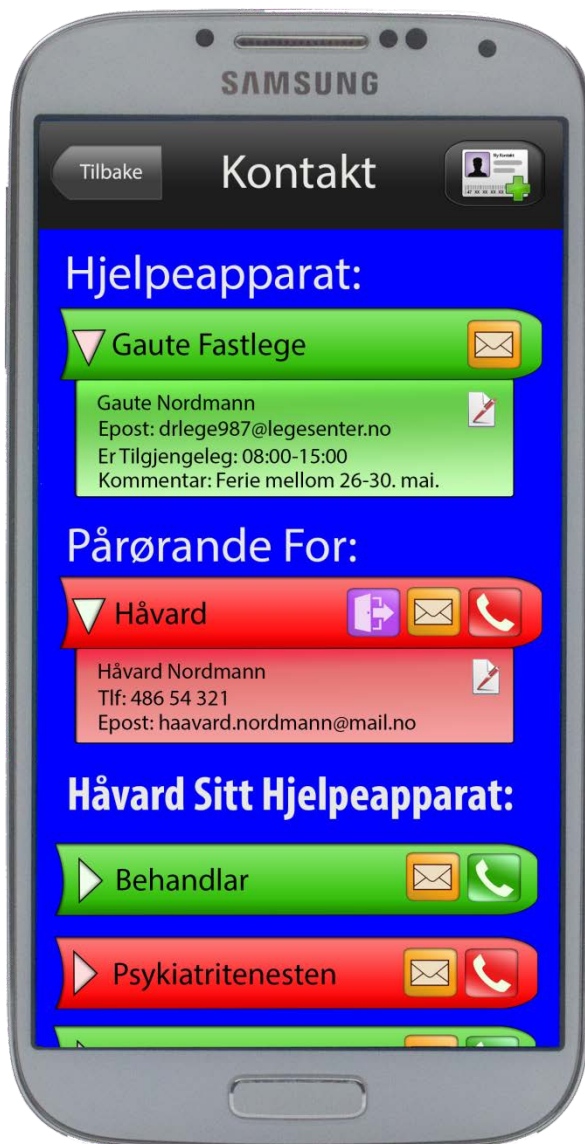 SAMSUNG
Tilbake
Kontakt
Hjelpeapparat:
Gaute Fastlege
Gaute Nordmann
Epost: drlege987@legesenter.no
Er Tilgjengeleg: 08:00-15:00
Kommentar: Ferie mellom 26-30. mai.
Pårørande For:
Håvard
Håvard Nordmann
Tlf: 486 54 321
Epost: haavard.nordmann@mail.no
Håvard Sitt Hjelpeapparat:
Behandlar
Psykiatritenesten